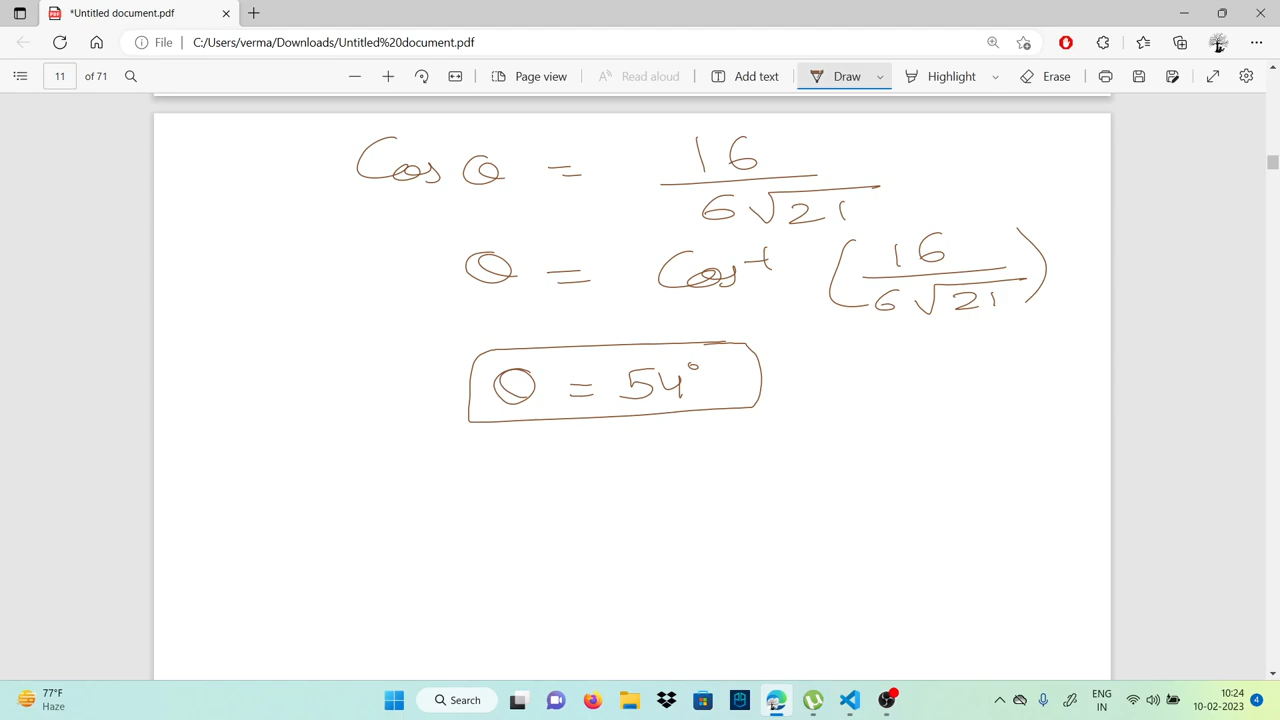 *Untitled document.pdf
File C:/Users/verma/Downloads/Untitled%20document.pdf
11 of 71 Page view Read aloud Add text Draw Highlight Erase
Cos θ = 16 / 6√21
θ = Cos⁻¹ (16 / 6√21)
θ = 54°
77°F
Haze
Search
ENG
IN
10:24
10-02-2023
4